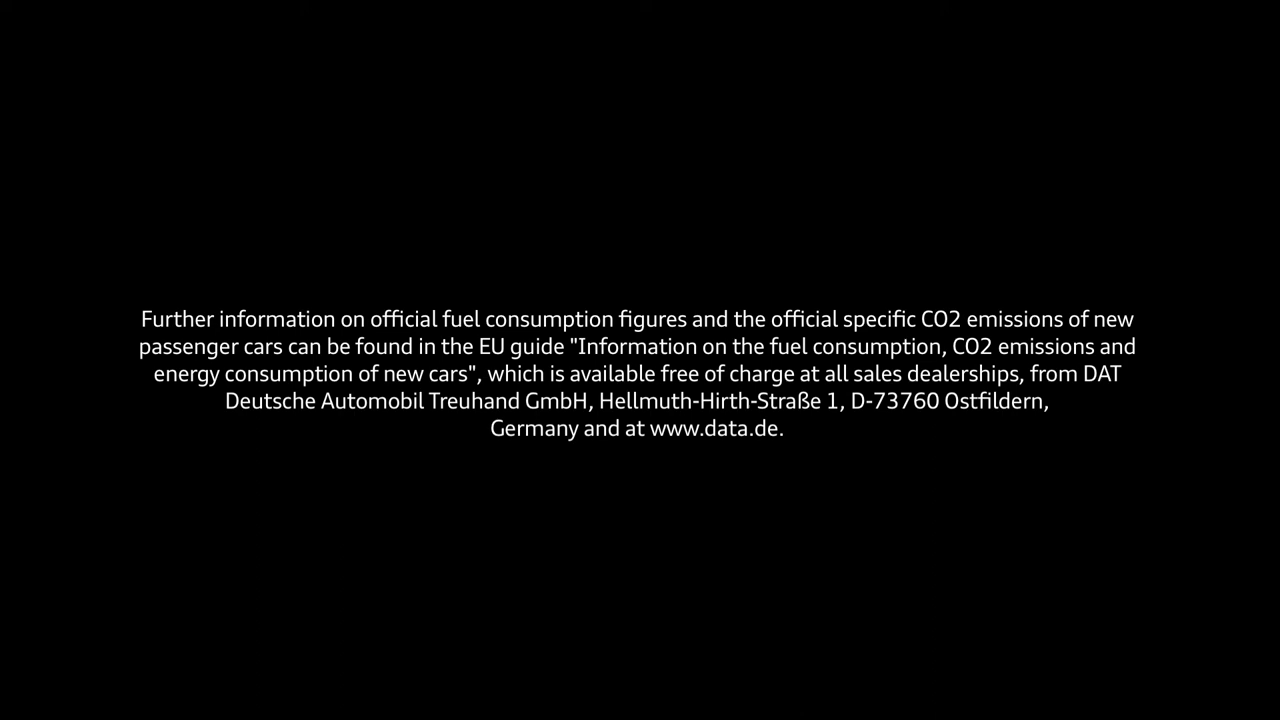 Further information on official fuel consumption figures and the official specific CO2 emissions of new
passenger cars can be found in the EU guide "Information on the fuel consumption, CO2 emissions and
energy consumption of new cars", which is available free of charge at all sales dealerships, from DAT
Deutsche Automobil Treuhand GmbH, Hellmuth-Hirth-Straße 1, D-73760 Ostfildern,
Germany and at www.data.de.